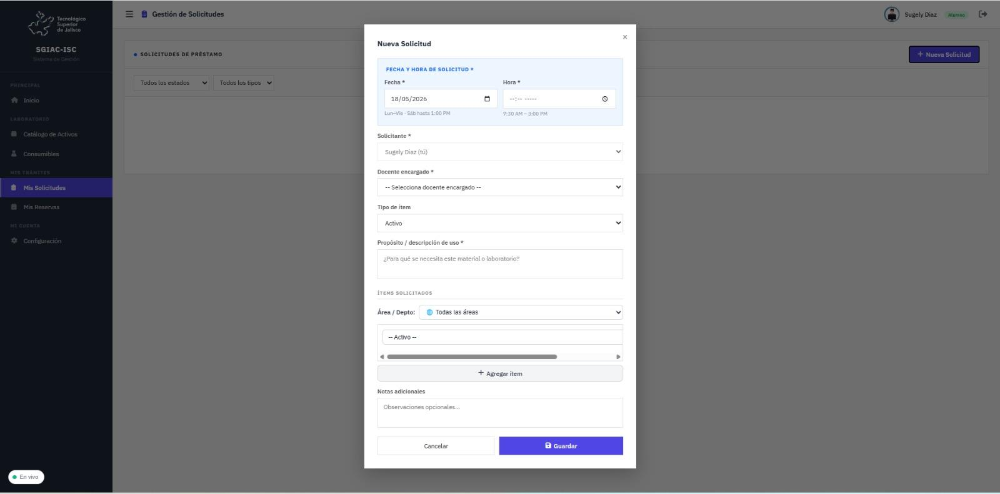 Tecnológico
Superior
de Jalisco
SGIAC-ISC
Sistema de Gestión
PRINCIPAL
Inicio
LABORATORIO
Catálogo de Activos
Consumibles
MIS TRÁMITES
Mis Solicitudes
Mis Reservas
MI CUENTA
Configuración
En vivo
Gestión de Solicitudes
Sugely Diaz
Alumno
SOLICITUDES DE PRÉSTAMO
+ Nueva Solicitud
Todos los estados
Todos los tipos
Nueva Solicitud
×
FECHA Y HORA DE SOLICITUD *
Fecha * Hora *
18/05/2026 --:-- -----
Lun–Vie · Sáb hasta 1:00 PM 7:30 AM – 3:00 PM
Solicitante *
Sugely Diaz (tú)
Docente encargado *
-- Selecciona docente encargado --
Tipo de ítem
Activo
Propósito / descripción de uso *
¿Para qué se necesita este material o laboratorio?
ÍTEMS SOLICITADOS
Área / Depto: Todas las áreas
-- Activo --
+ Agregar ítem
Notas adicionales
Observaciones opcionales...
Cancelar Guardar